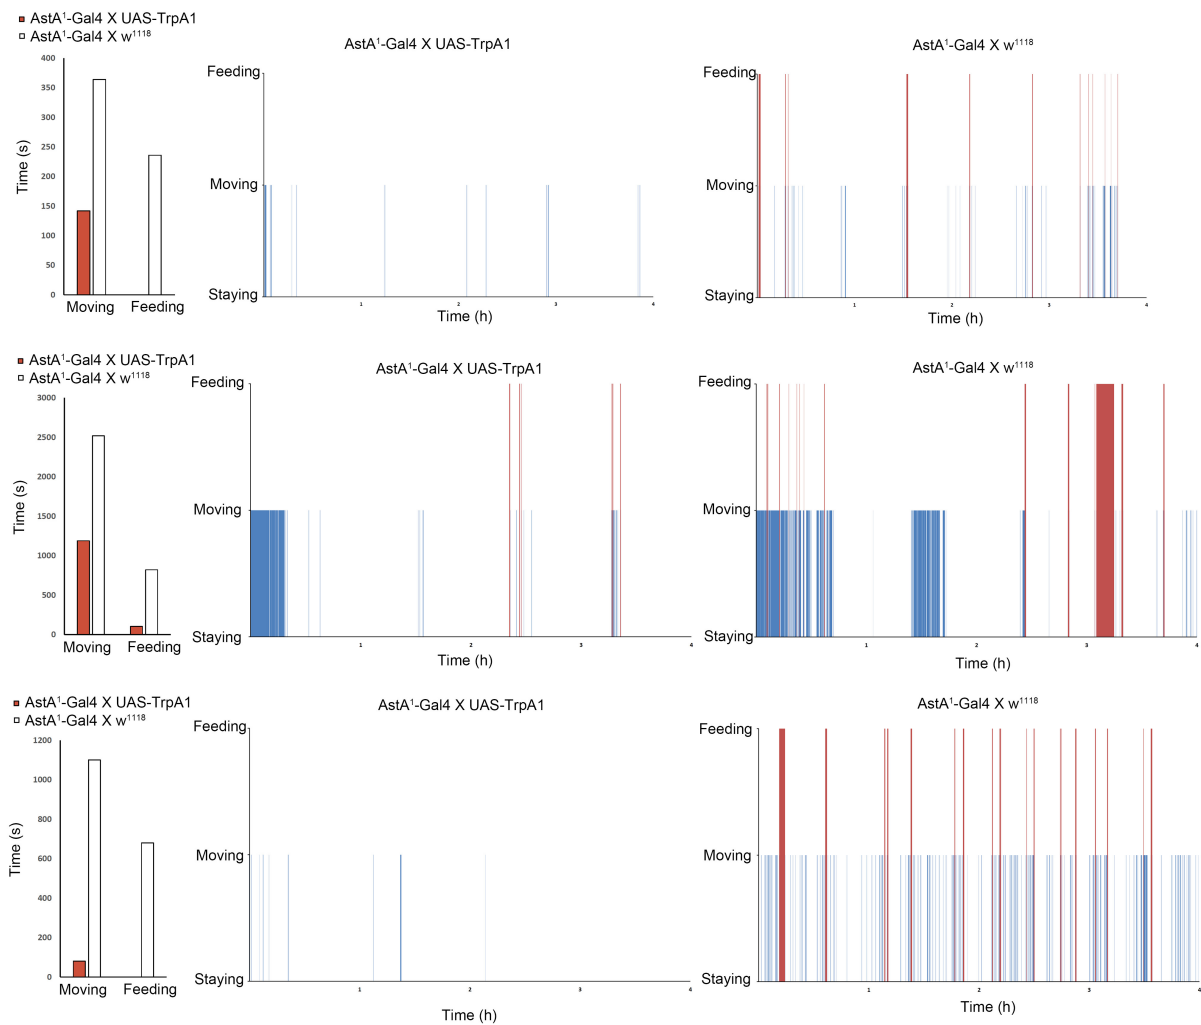 AstA¹-Gal4 X UAS-TrpA1
AstA¹-Gal4 X w¹¹¹⁸
400
350
300
250
200
150
100
50
0
Time (s)
Moving Feeding
AstA¹-Gal4 X UAS-TrpA1
Feeding
Moving
Staying
1 2 3 4
Time (h)
AstA¹-Gal4 X w¹¹¹⁸
Feeding
Moving
Staying
1 2 3 4
Time (h)
AstA¹-Gal4 X UAS-TrpA1
AstA¹-Gal4 X w¹¹¹⁸
3000
2500
2000
1500
1000
500
0
Time (s)
Moving Feeding
AstA¹-Gal4 X UAS-TrpA1
Feeding
Moving
Staying
1 2 3 4
Time (h)
AstA¹-Gal4 X w¹¹¹⁸
Feeding
Moving
Staying
1 2 3 4
Time (h)
AstA¹-Gal4 X UAS-TrpA1
AstA¹-Gal4 X w¹¹¹⁸
1200
1000
800
600
400
200
0
Time (s)
Moving Feeding
AstA¹-Gal4 X UAS-TrpA1
Feeding
Moving
Staying
1 2 3 4
Time (h)
AstA¹-Gal4 X w¹¹¹⁸
Feeding
Moving
Staying
1 2 3 4
Time (h)